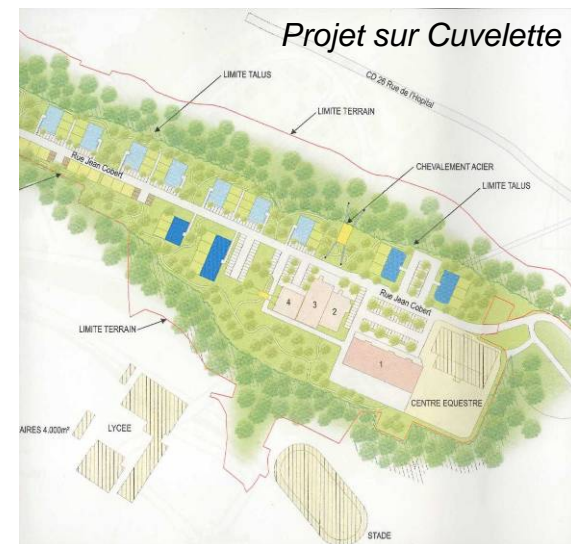 Projet sur Cuvelette
CD 26 Rue de l'Hopital
LIMITE TALUS
LIMITE TERRAIN
CHEVALEMENT ACIER
LIMITE TALUS
Rue Jean Cobert
Rue Jean Cobert
4
3
2
1
LIMITE TERRAIN
CENTRE EQUESTRE
AIRES 4.000m²
LYCEE
STADE